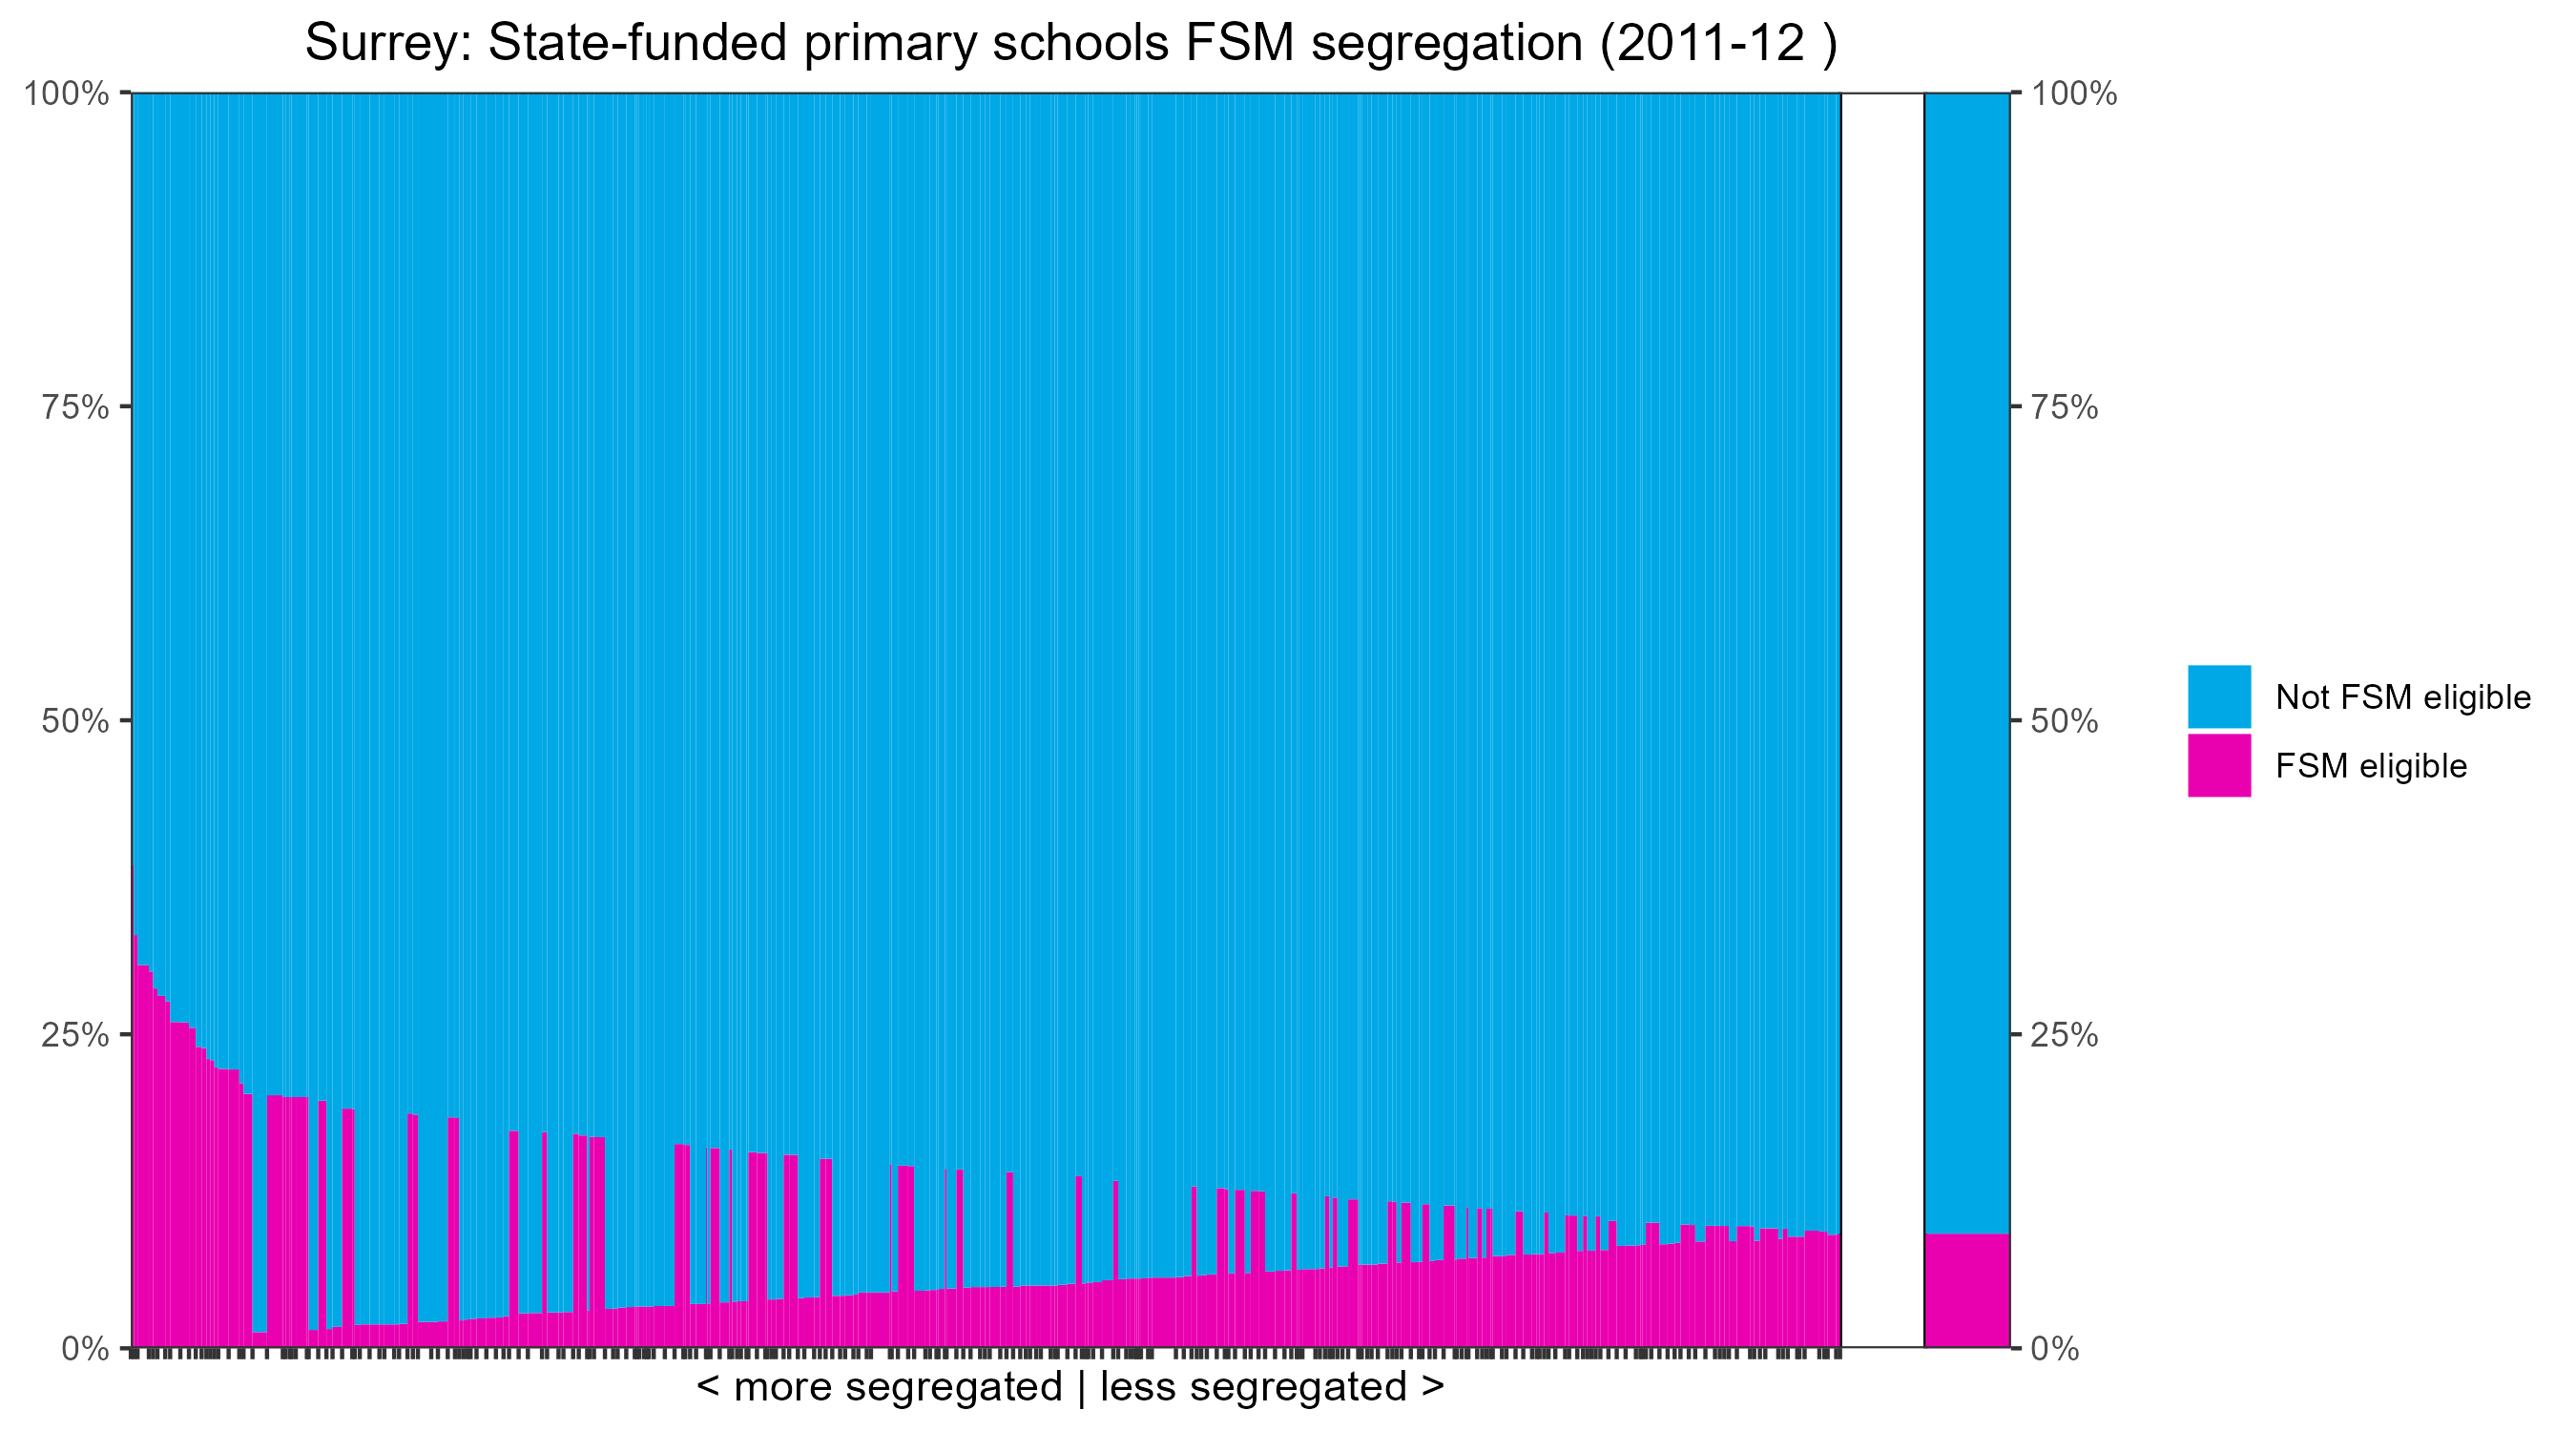 Surrey: State-funded primary schools FSM segregation (2011-12 )
100%
75%
50%
25%
0%
100%
75%
50%
25%
0%
Not FSM eligible
FSM eligible
< more segregated | less segregated >